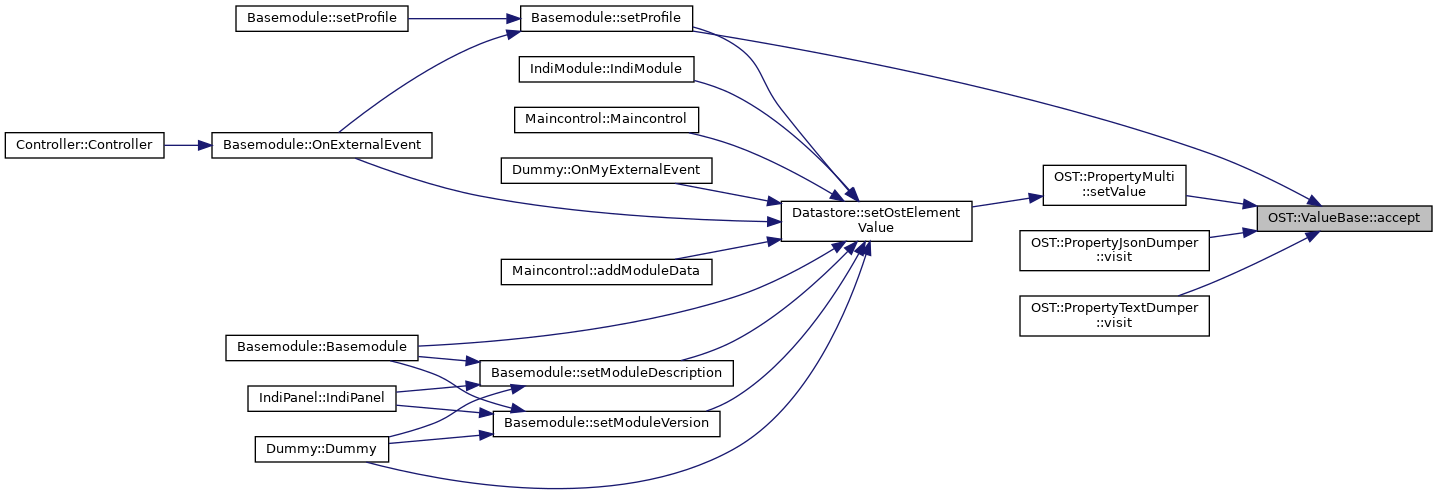 Basemodule::setProfile
Basemodule::setProfile
IndiModule::IndiModule
Maincontrol::Maincontrol
Controller::Controller
Basemodule::OnExternalEvent
Dummy::OnMyExternalEvent
OST::PropertyMulti
::setValue
Datastore::setOstElement
Value
OST::ValueBase::accept
OST::PropertyJsonDumper
::visit
Maincontrol::addModuleData
OST::PropertyTextDumper
::visit
Basemodule::Basemodule
Basemodule::setModuleDescription
IndiPanel::IndiPanel
Basemodule::setModuleVersion
Dummy::Dummy